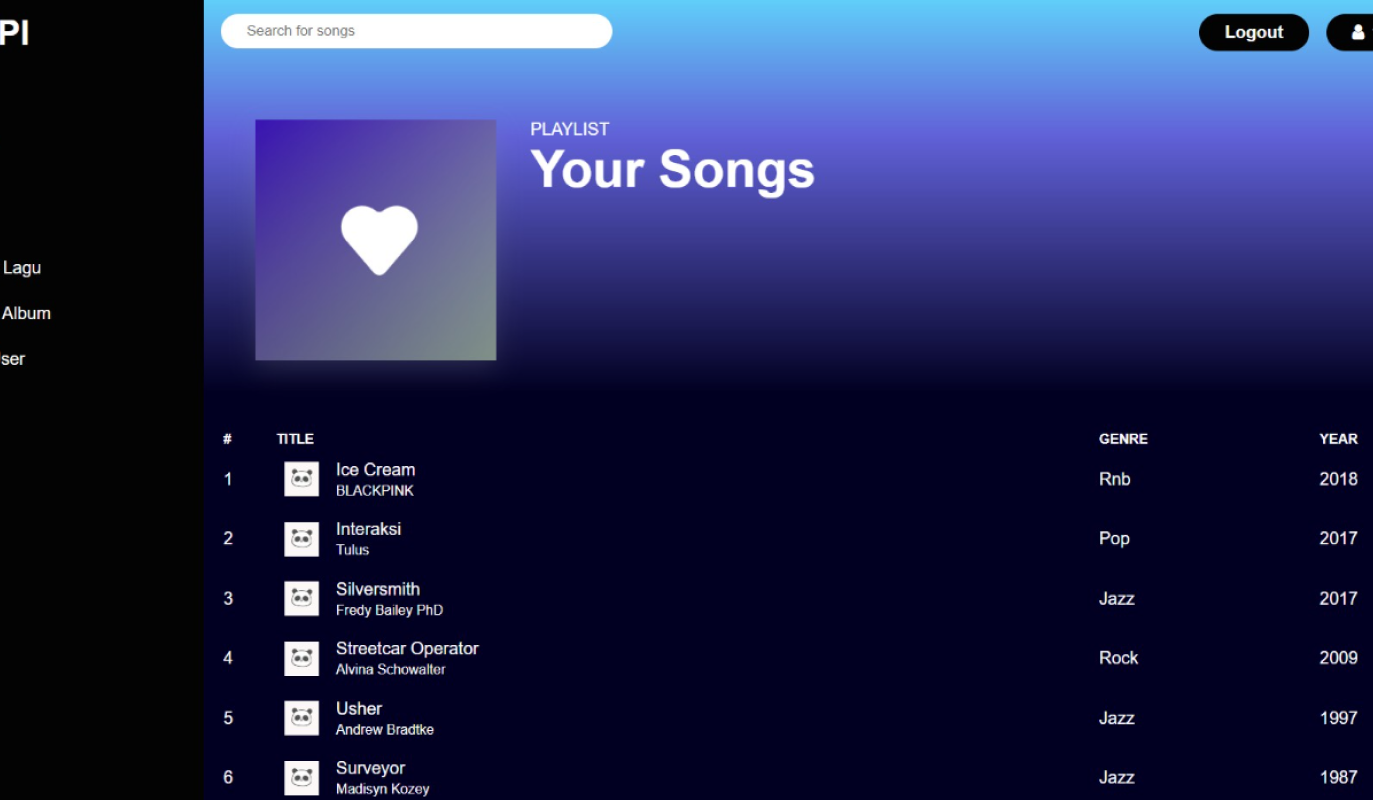 PI
Search for songs
Logout
PLAYLIST
Your Songs
Lagu
Album
ser
# TITLE GENRE YEAR
1 Ice Cream Rnb 2018
BLACKPINK
2 Interaksi Pop 2017
Tulus
3 Silversmith Jazz 2017
Fredy Bailey PhD
4 Streetcar Operator Rock 2009
Alvina Schowalter
5 Usher Jazz 1997
Andrew Bradtke
6 Surveyor Jazz 1987
Madisyn Kozey